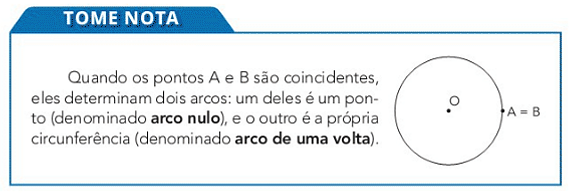 TOME NOTA
Quando os pontos A e B são coincidentes,
eles determinam dois arcos: um deles é um pon-
to (denominado arco nulo), e o outro é a própria
circunferência (denominado arco de uma volta).
O
A = B